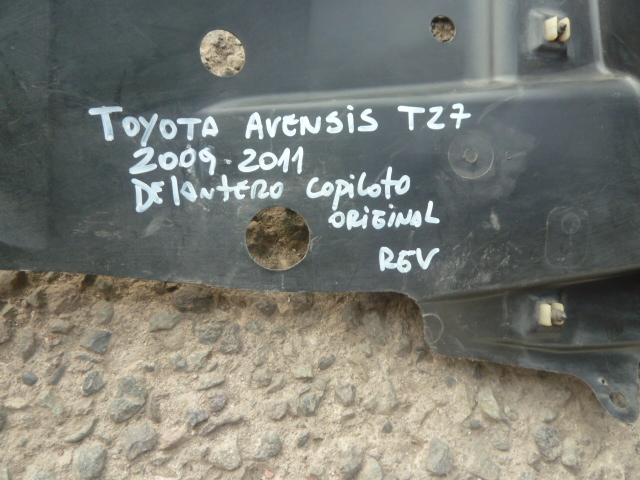 TOYOTA AVENSIS T27
2009-2011
DElANTERO COPILOTO
ORIGINAL
REV